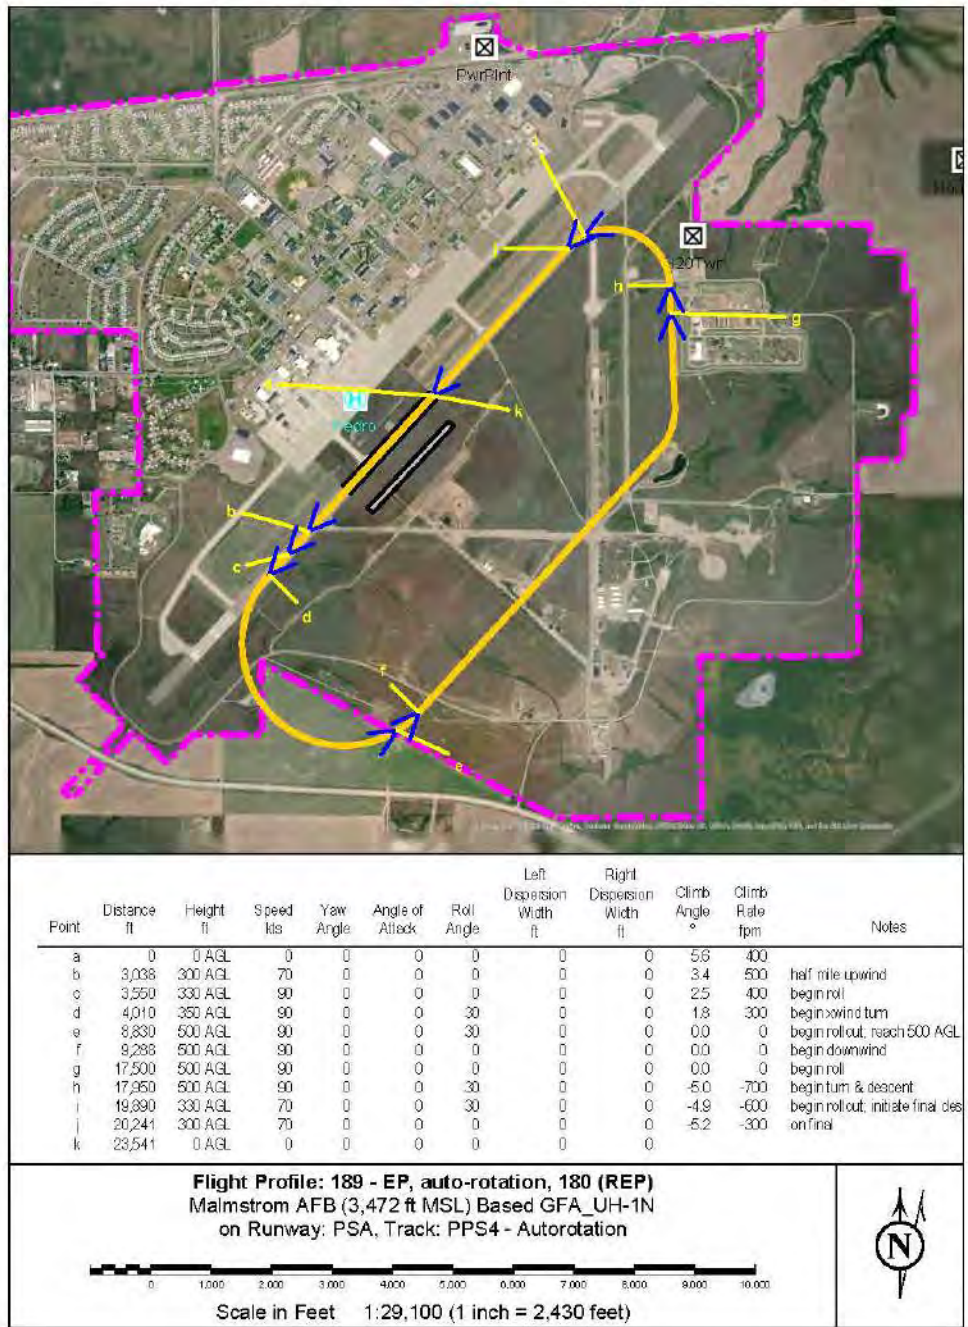 PwrPlnt
i
120Twr
j
h
g
a
H
k
Pedro
b
c
d
f
e
Left Right
Dispersion Dispersion Climb Climb
Distance Height Speed Yaw Angle of Roll Width Width Angle Rate
Point ft ft kts Angle Attack Angle ft ft ° fpm Notes
a 0 0 AGL 0 0 0 0 0 0 5.6 400
b 3,038 300 AGL 70 0 0 0 0 0 3.4 500 half mile upwind
c 3,550 330 AGL 90 0 0 0 0 0 2.5 400 begin roll
d 4,010 350 AGL 90 0 0 30 0 0 1.8 300 begin xwind turn
e 8,830 500 AGL 90 0 0 30 0 0 0.0 0 begin rollout; reach 500 AGL
f 9,288 500 AGL 90 0 0 0 0 0 0.0 0 begin downwind
g 17,500 500 AGL 90 0 0 0 0 0 0.0 0 begin roll
h 17,950 500 AGL 90 0 0 30 0 0 -5.0 -700 begin turn & descent
i 19,890 330 AGL 70 0 0 30 0 0 -4.9 -600 begin rollout; initiate final des
j 20,241 300 AGL 70 0 0 0 0 0 -5.2 -300 on final
k 23,541 0 AGL 0 0 0 0 0 0
Flight Profile: 189 - EP, auto-rotation, 180 (REP)
Malmstrom AFB (3,472 ft MSL) Based GFA_UH-1N
on Runway: PSA, Track: PPS4 - Autorotation
N
0 1,000 2,000 3,000 4,000 5,000 6,000 7,000 8,000 9,000 10,000
Scale in Feet 1:29,100 (1 inch = 2,430 feet)